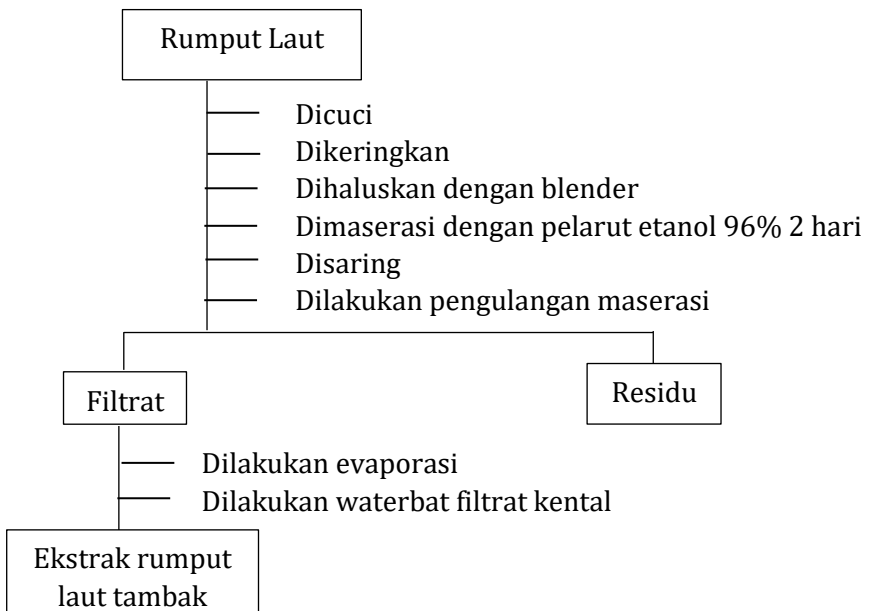 Rumput Laut
Dicuci
Dikeringkan
Dihaluskan dengan blender
Dimaserasi dengan pelarut etanol 96% 2 hari
Disaring
Dilakukan pengulangan maserasi
Filtrat
Residu
Dilakukan evaporasi
Dilakukan waterbat filtrat kental
Ekstrak rumput
laut tambak